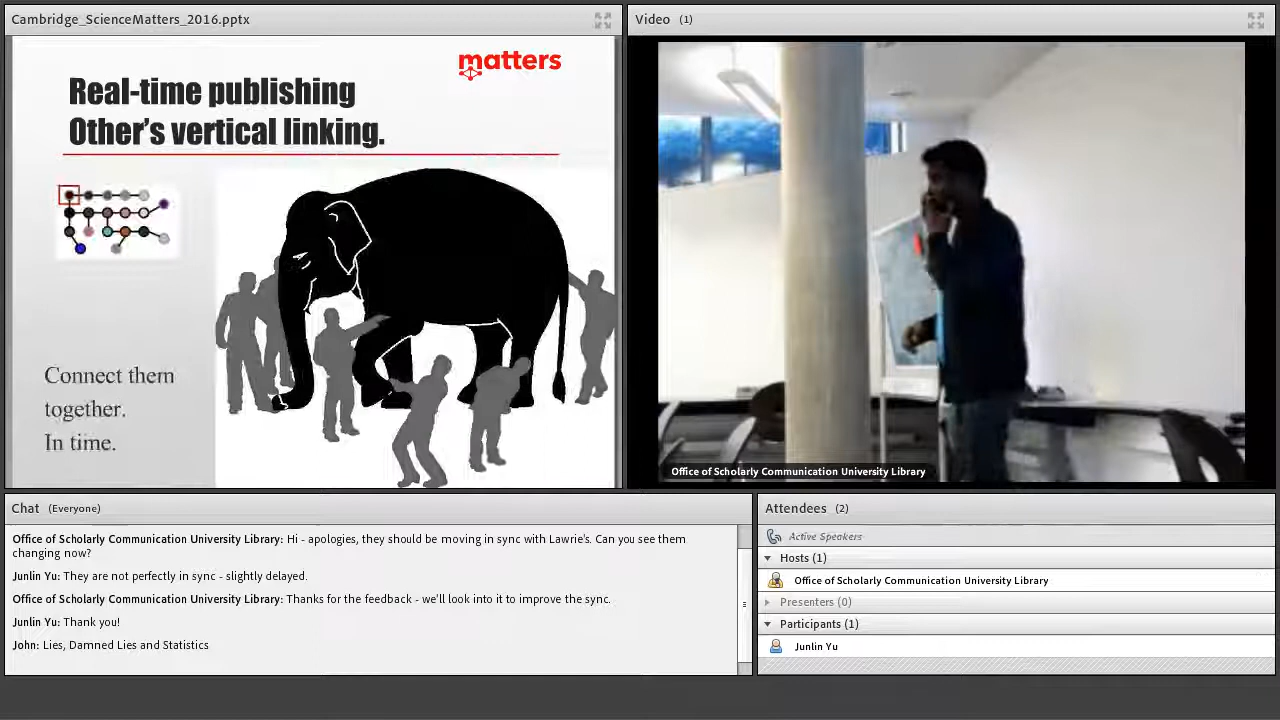 Cambridge_ScienceMatters_2016.pptx
matters
Real-time publishing
Other's vertical linking.
Connect them
together.
In time.
Video (1)
Office of Scholarly Communication University Library
Chat (Everyone)
Office of Scholarly Communication University Library: Hi - apologies, they should be moving in sync with Lawrie's. Can you see them
changing now?
Junlin Yu: They are not perfectly in sync - slightly delayed.
Office of Scholarly Communication University Library: Thanks for the feedback - we'll look into it to improve the sync.
Junlin Yu: Thank you!
John: Lies, Damned Lies and Statistics
Attendees (2)
Active Speakers
Hosts (1)
Office of Scholarly Communication University Library
Presenters (0)
Participants (1)
Junlin Yu